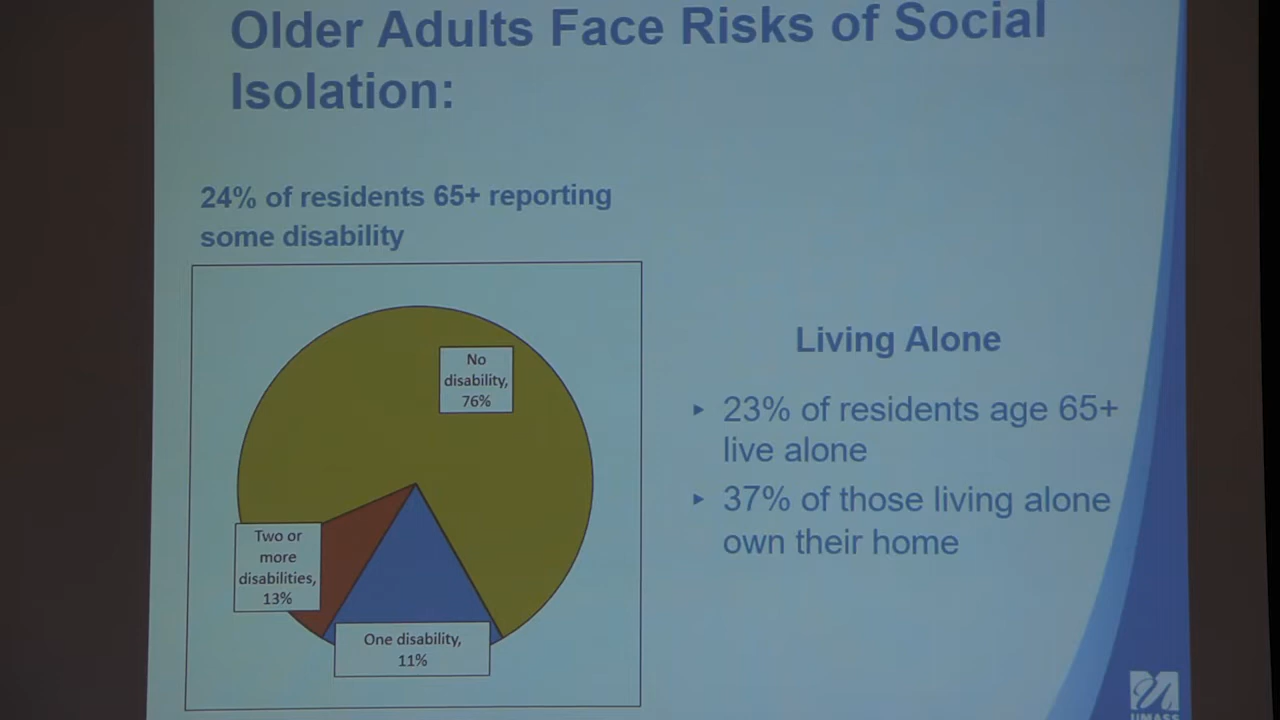 Older Adults Face Risks of Social
Isolation:
24% of residents 65+ reporting
some disability
No
disability,
76%
Two or
more
disabilities,
13%
One disability,
11%
Living Alone
▸ 23% of residents age 65+
live alone
▸ 37% of those living alone
own their home
UMASS